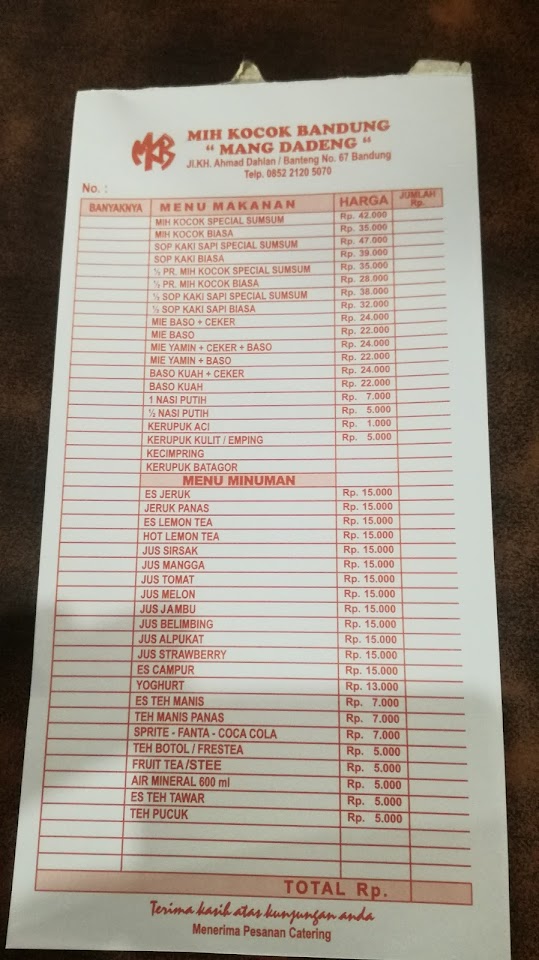 MKB
MIH KOCOK BANDUNG
“ MANG DADENG “
Jl.KH. Ahmad Dahlan / Banteng No. 67 Bandung
Telp. 0852 2120 5070
No. :
BANYAKNYA MENU MAKANAN HARGA JUMLAH Rp.
MIH KOCOK SPECIAL SUMSUM Rp. 42.000
MIH KOCOK BIASA Rp. 35.000
SOP KAKI SAPI SPECIAL SUMSUM Rp. 47.000
SOP KAKI BIASA Rp. 39.000
½ PR. MIH KOCOK SPECIAL SUMSUM Rp. 35.000
½ PR. MIH KOCOK BIASA Rp. 28.000
½ SOP KAKI SAPI SPECIAL SUMSUM Rp. 38.000
½ SOP KAKI SAPI BIASA Rp. 32.000
MIE BASO + CEKER Rp. 24.000
MIE BASO Rp. 22.000
MIE YAMIN + CEKER + BASO Rp. 24.000
MIE YAMIN + BASO Rp. 22.000
BASO KUAH + CEKER Rp. 24.000
BASO KUAH Rp. 22.000
1 NASI PUTIH Rp. 7.000
½ NASI PUTIH Rp. 5.000
KERUPUK ACI Rp. 1.000
KERUPUK KULIT / EMPING Rp. 5.000
KECIMPRING
KERUPUK BATAGOR
MENU MINUMAN
ES JERUK Rp. 15.000
JERUK PANAS Rp. 15.000
ES LEMON TEA Rp. 15.000
HOT LEMON TEA Rp. 15.000
JUS SIRSAK Rp. 15.000
JUS MANGGA Rp. 15.000
JUS TOMAT Rp. 15.000
JUS MELON Rp. 15.000
JUS JAMBU Rp. 15.000
JUS BELIMBING Rp. 15.000
JUS ALPUKAT Rp. 15.000
JUS STRAWBERRY Rp. 15.000
ES CAMPUR Rp. 15.000
YOGHURT Rp. 13.000
ES TEH MANIS Rp. 7.000
TEH MANIS PANAS Rp. 7.000
SPRITE - FANTA - COCA COLA Rp. 7.000
TEH BOTOL / FRESTEA Rp. 5.000
FRUIT TEA /STEE Rp. 5.000
AIR MINERAL 600 ml Rp. 5.000
ES TEH TAWAR Rp. 5.000
TEH PUCUK Rp. 5.000
TOTAL Rp.
Terima kasih atas kunjungan anda
Menerima Pesanan Catering